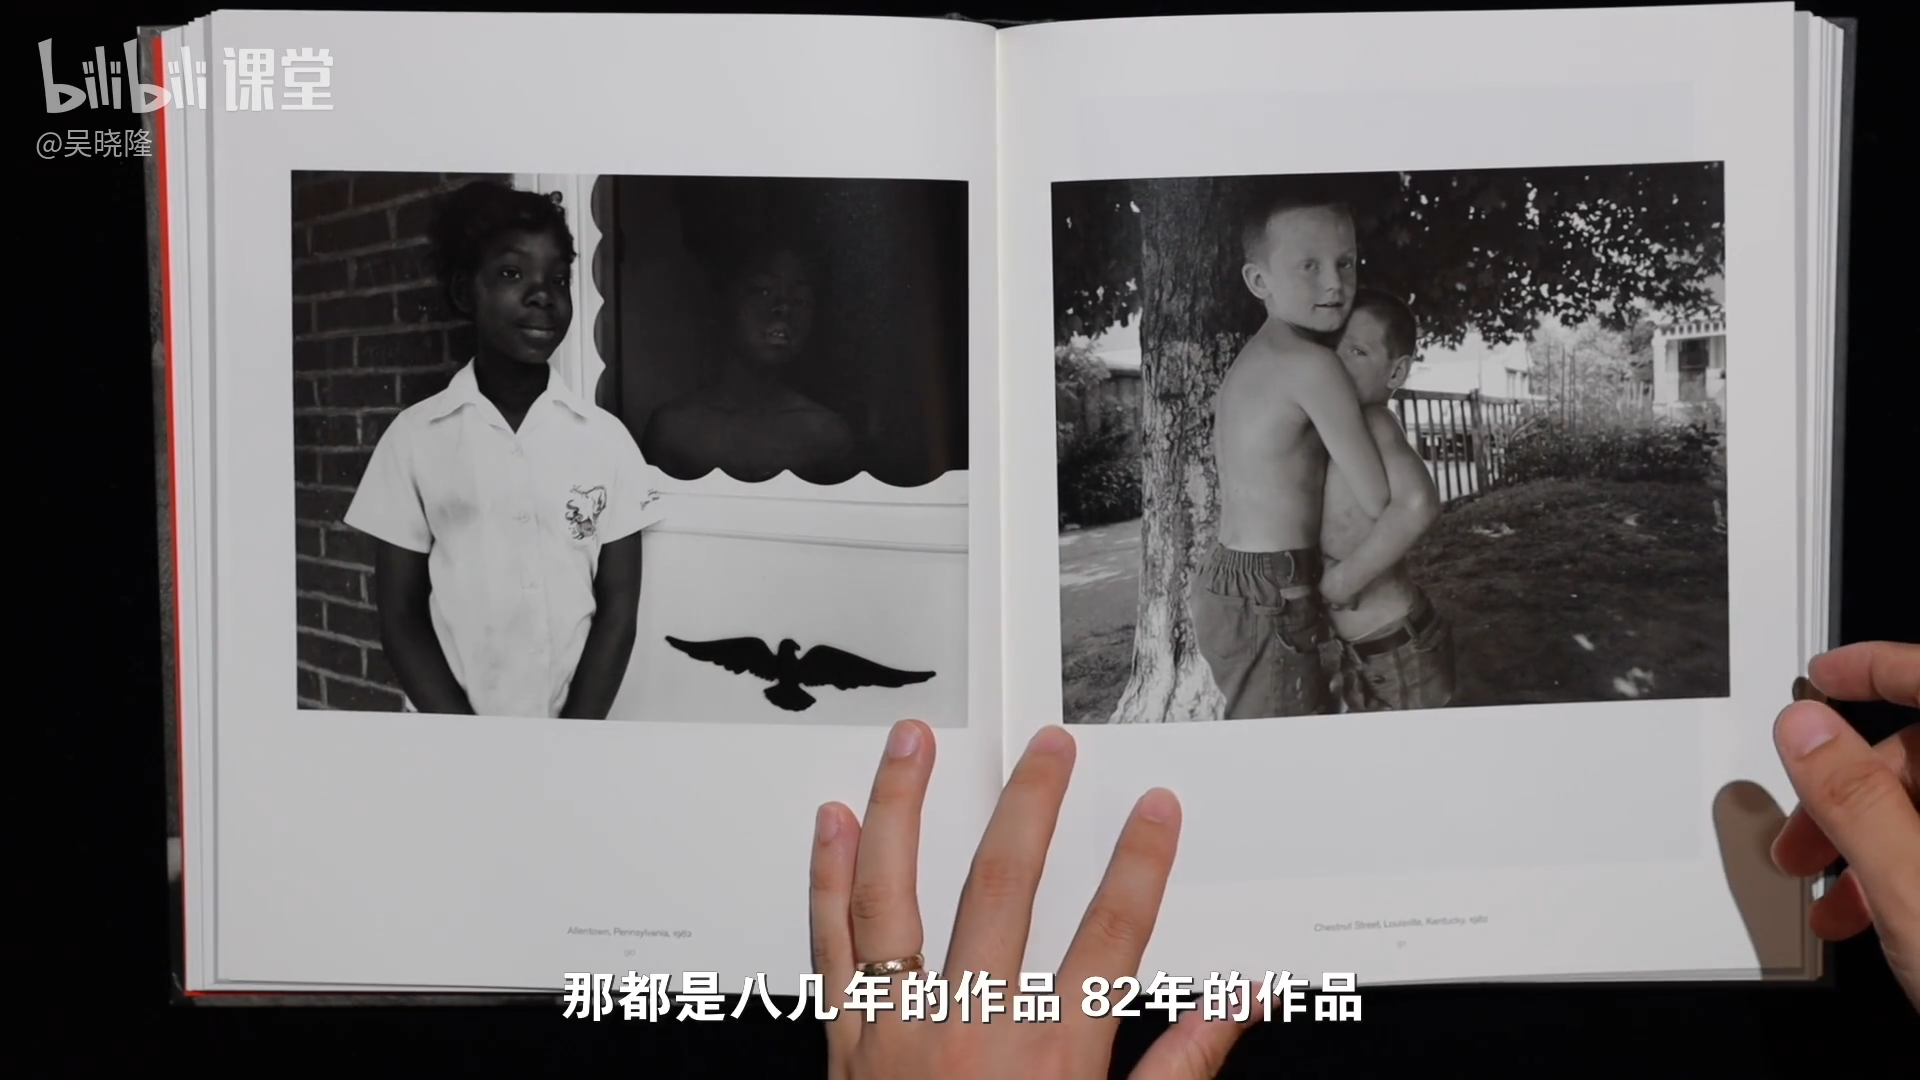 bilibili 课堂
@吴晓隆
Allentown, Pennsylvania, 1982
90
Chestnut Street, Louisville, Kentucky, 1982
91
那都是八几年的作品 82年的作品